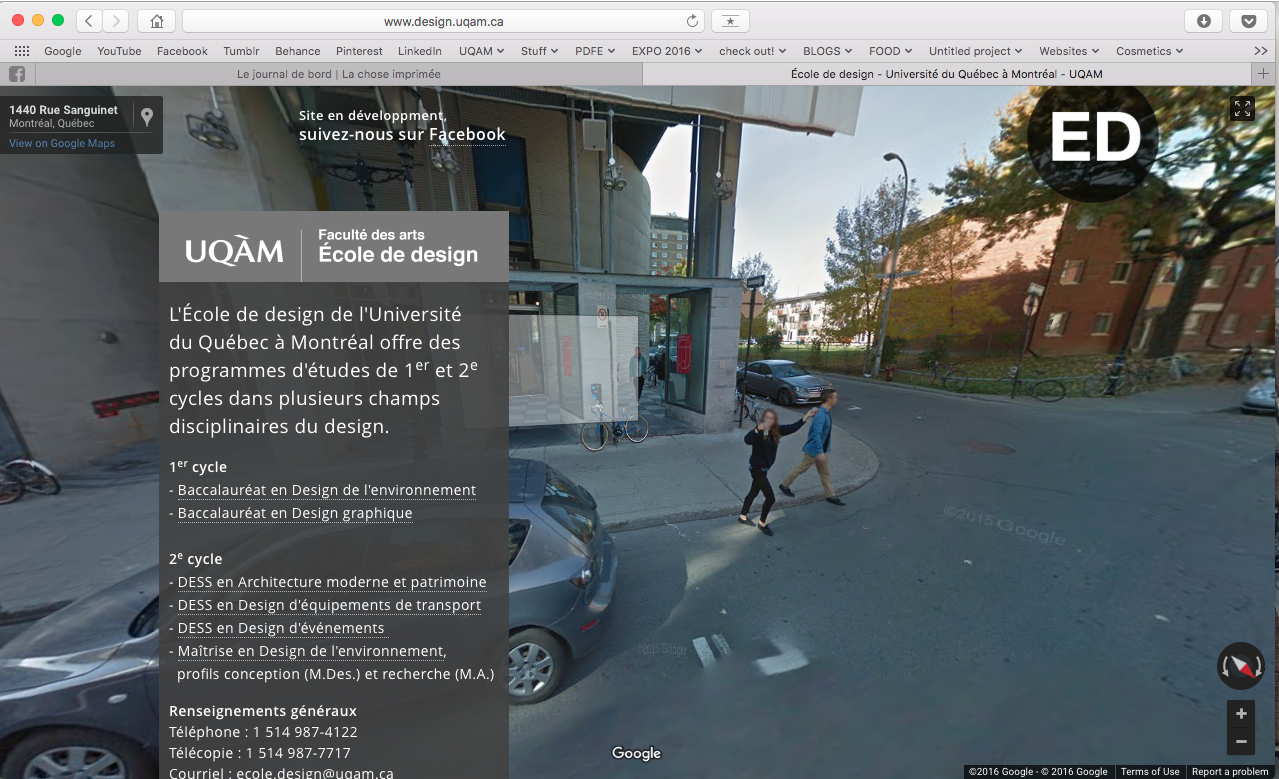 www.design.uqam.ca
Google YouTube Facebook Tumblr Behance Pinterest LinkedIn UQAM Stuff PDFE EXPO 2016 check out! BLOGS FOOD Untitled project Websites Cosmetics >>
Le journal de bord | La chose imprimée
École de design - Université du Québec à Montréal - UQAM
1440 Rue Sanguinet
Montréal, Québec
View on Google Maps
Site en développment,
suivez-nous sur Facebook
ED
UQÀM
Faculté des arts
École de design
L'École de design de l'Université
du Québec à Montréal offre des
programmes d'études de 1er et 2e
cycles dans plusieurs champs
disciplinaires du design.
1er cycle
- Baccalauréat en Design de l'environnement
- Baccalauréat en Design graphique
2e cycle
- DESS en Architecture moderne et patrimoine
- DESS en Design d'équipements de transport
- DESS en Design d'événements
- Maîtrise en Design de l'environnement,
profils conception (M.Des.) et recherche (M.A.)
Renseignements généraux
Téléphone : 1 514 987-4122
Télécopie : 1 514 987-7717
Courriel : ecole.design@uqam.ca
©2015 Google
©2015 Google
Google
©2016 Google - © 2016 Google Terms of Use Report a problem